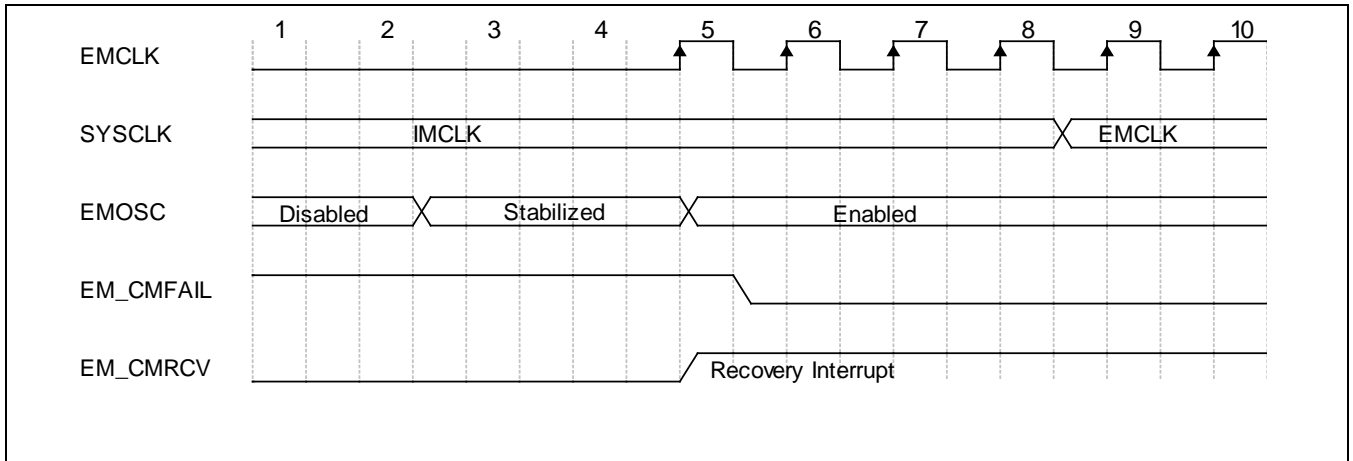 1 2 3 4 5 6 7 8 9 10
EMCLK
SYSCLK IMCLK EMCLK
EMOSC Disabled Stabilized Enabled
EM_CMFAIL
EM_CMRCV Recovery Interrupt